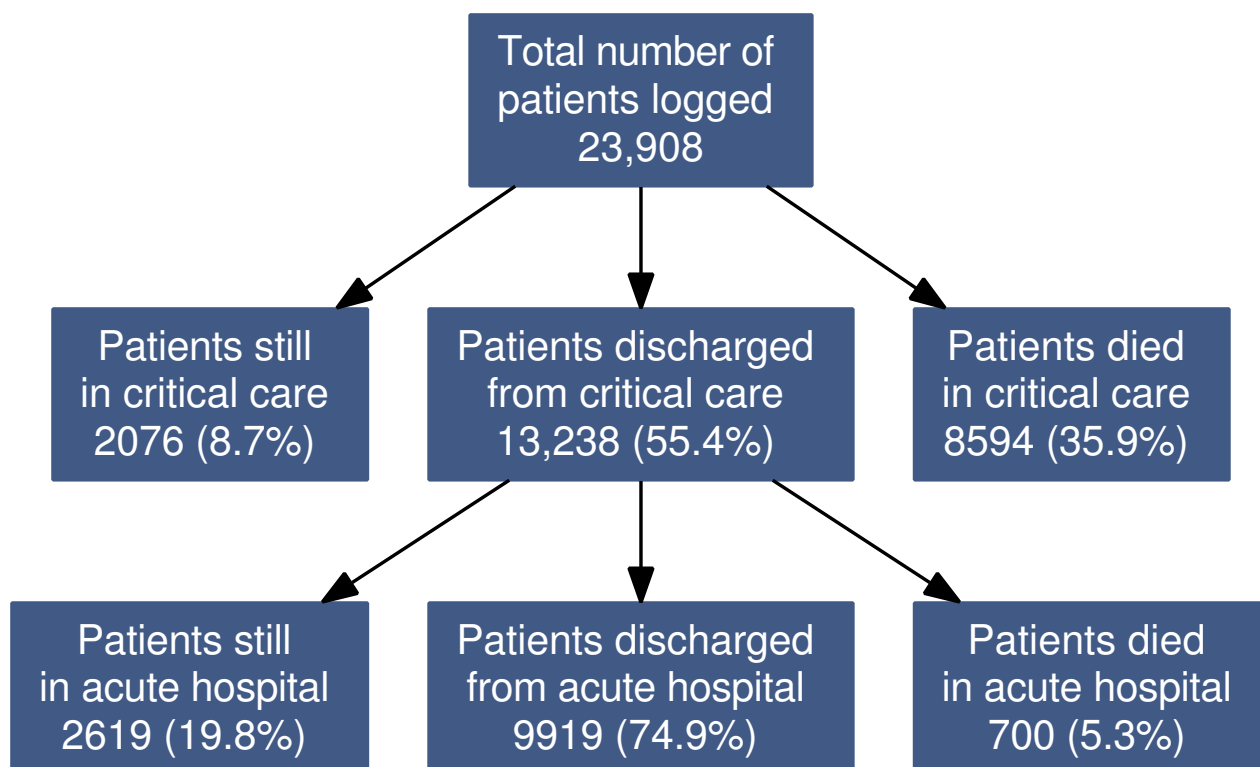 Total number of
patients logged
23,908
Patients still
in critical care
2076 (8.7%)
Patients discharged
from critical care
13,238 (55.4%)
Patients died
in critical care
8594 (35.9%)
Patients still
in acute hospital
2619 (19.8%)
Patients discharged
from acute hospital
9919 (74.9%)
Patients died
in acute hospital
700 (5.3%)